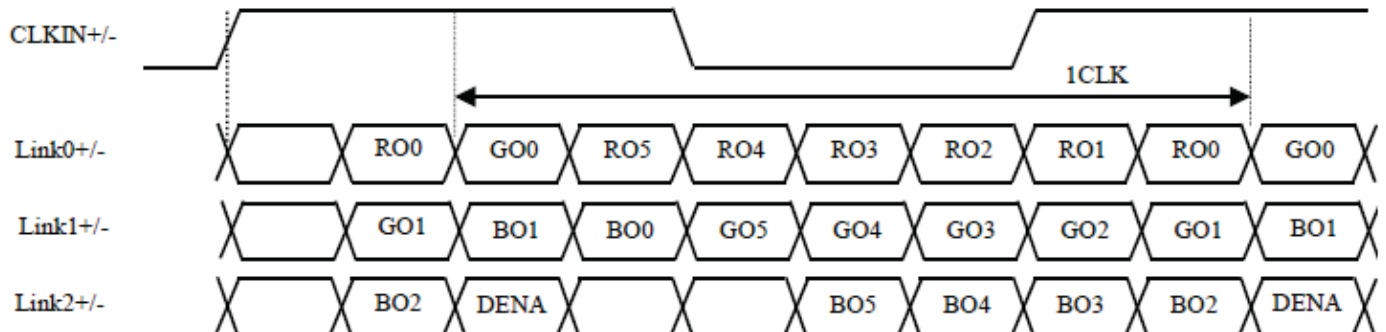 CLKIN+/-
1CLK
Link0+/- RO0 GO0 RO5 RO4 RO3 RO2 RO1 RO0 GO0
Link1+/- GO1 BO1 BO0 GO5 GO4 GO3 GO2 GO1 BO1
Link2+/- BO2 DENA BO5 BO4 BO3 BO2 DENA